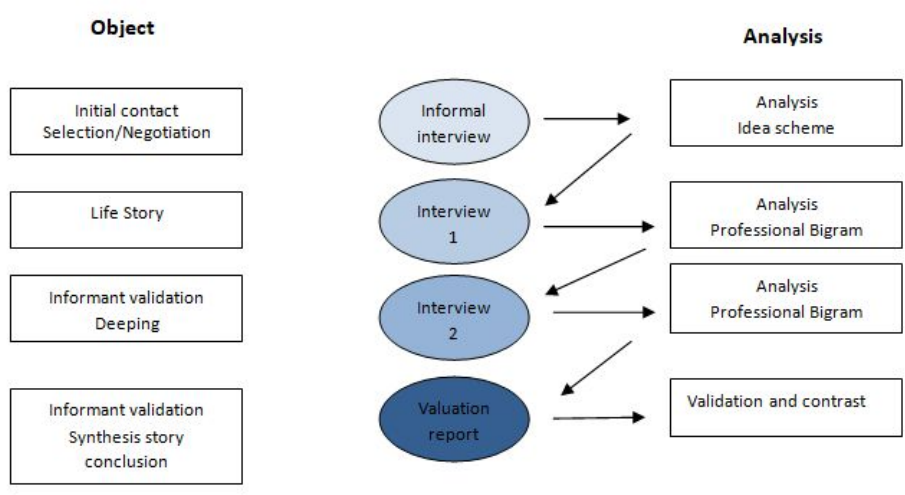 Object
Analysis
Initial contact
Selection/Negotiation
Informal
interview
Analysis
Idea scheme
Life Story
Interview
1
Analysis
Professional Bigram
Informant validation
Deeping
Interview
2
Analysis
Professional Bigram
Informant validation
Synthesis story
conclusion
Valuation
report
Validation and contrast